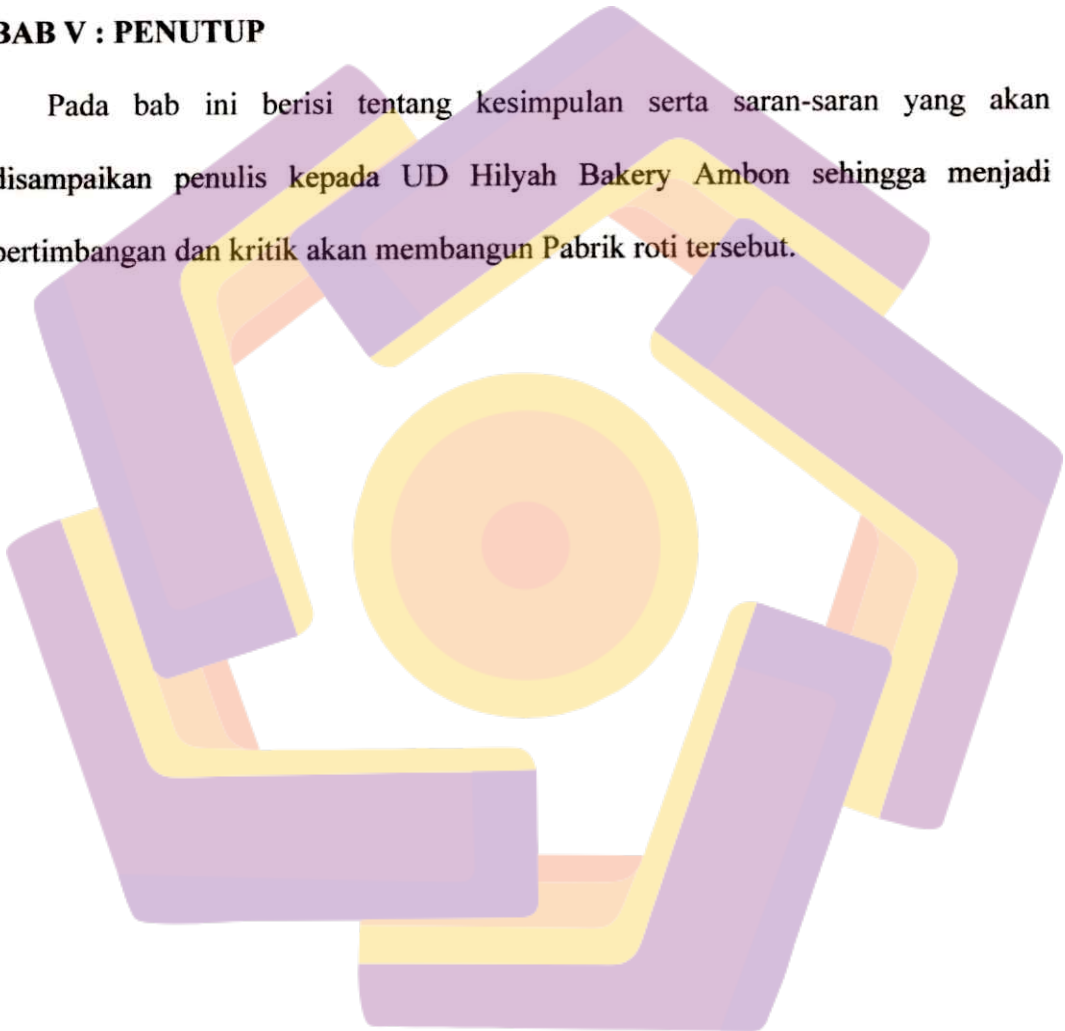 BAB V : PENUTUP
Pada bab ini berisi tentang kesimpulan serta saran-saran yang akan
disampaikan penulis kepada UD Hilyah Bakery Ambon sehingga menjadi
pertimbangan dan kritik akan membangun Pabrik roti tersebut.